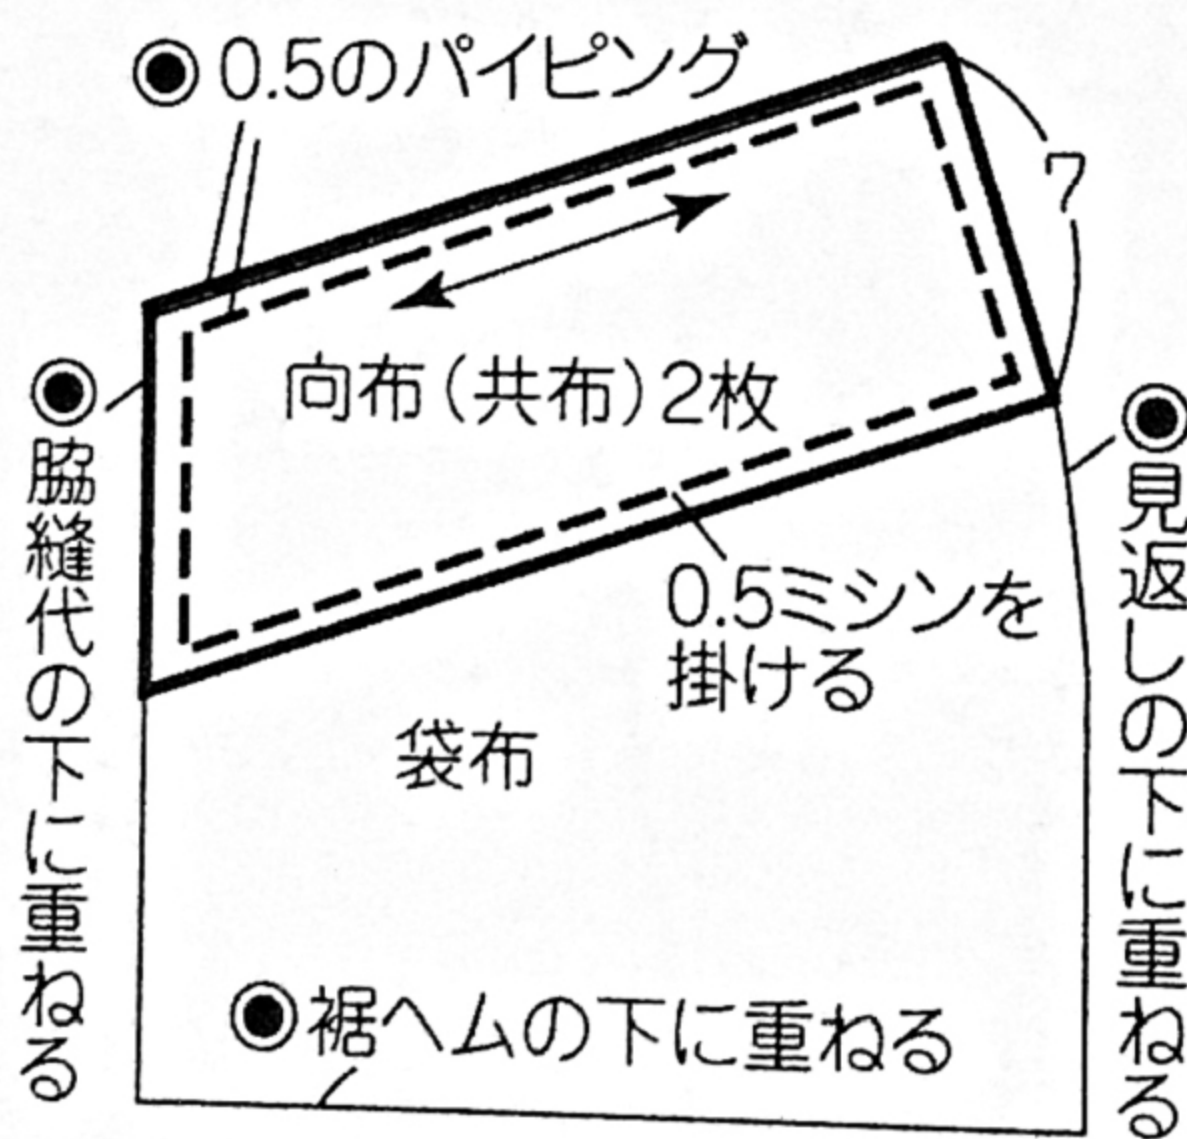 ◉0.5のパイピング
7
向布(共布)2枚
◉脇縫代の下に重ねる
◉見返しの下に重ねる
0.5ミシンを
掛ける
袋布
◉裾ヘムの下に重ねる